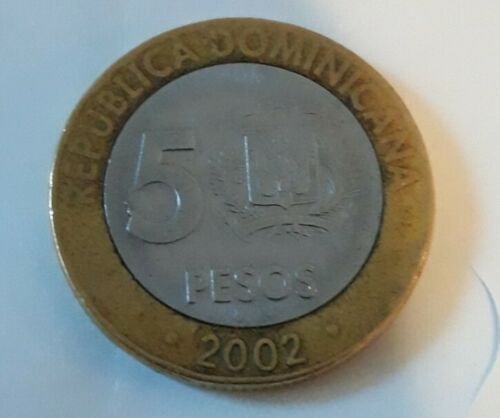 REPUBLICA DOMINICANA
5
PESOS
2002